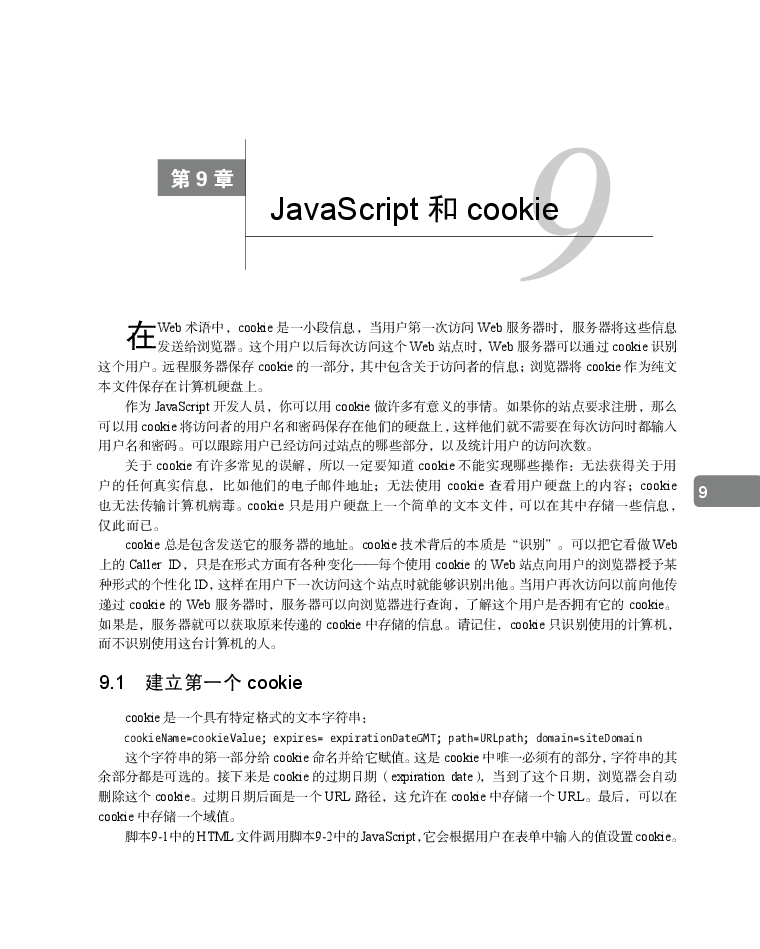 第9章
9
JavaScript 和 cookie
在Web 术语中，cookie 是一小段信息，当用户第一次访问 Web 服务器时，服务器将这些信息
发送给浏览器。这个用户以后每次访问这个 Web 站点时，Web 服务器可以通过 cookie 识别
这个用户。远程服务器保存 cookie 的一部分，其中包含关于访问者的信息；浏览器将 cookie 作为纯文
本文件保存在计算机硬盘上。
作为 JavaScript 开发人员，你可以用 cookie 做许多有意义的事情。如果你的站点要求注册，那么
可以用 cookie 将访问者的用户名和密码保存在他们的硬盘上，这样他们就不需要在每次访问时都输入
用户名和密码。可以跟踪用户已经访问过站点的哪些部分，以及统计用户的访问次数。
关于 cookie 有许多常见的误解，所以一定要知道 cookie 不能实现哪些操作：无法获得关于用
户的任何真实信息，比如他们的电子邮件地址；无法使用 cookie 查看用户硬盘上的内容；cookie
也无法传输计算机病毒。cookie 只是用户硬盘上一个简单的文本文件，可以在其中存储一些信息，
仅此而已。
9
cookie 总是包含发送它的服务器的地址。cookie 技术背后的本质是“识别”。可以把它看做 Web
上的 Caller ID，只是在形式方面有各种变化——每个使用 cookie 的 Web 站点向用户的浏览器授予某
种形式的个性化 ID，这样在用户下一次访问这个站点时就能够识别出他。当用户再次访问以前向他传
递过 cookie 的 Web 服务器时，服务器可以向浏览器进行查询，了解这个用户是否拥有它的 cookie。
如果是，服务器就可以获取原来传递的 cookie 中存储的信息。请记住，cookie 只识别使用的计算机，
而不识别使用这台计算机的人。
9.1 建立第一个 cookie
cookie 是一个具有特定格式的文本字符串：
cookieName=cookieValue; expires= expirationDateGMT; path=URLpath; domain=siteDomain
这个字符串的第一部分给 cookie 命名并给它赋值。这是 cookie 中唯一必须有的部分，字符串的其
余部分都是可选的。接下来是 cookie 的过期日期（expiration date），当到了这个日期，浏览器会自动
删除这个 cookie。过期日期后面是一个 URL 路径，这允许在 cookie 中存储一个 URL。最后，可以在
cookie 中存储一个域值。
脚本9-1中的HTML 文件调用脚本9-2中的JavaScript，它会根据用户在表单中输入的值设置 cookie。